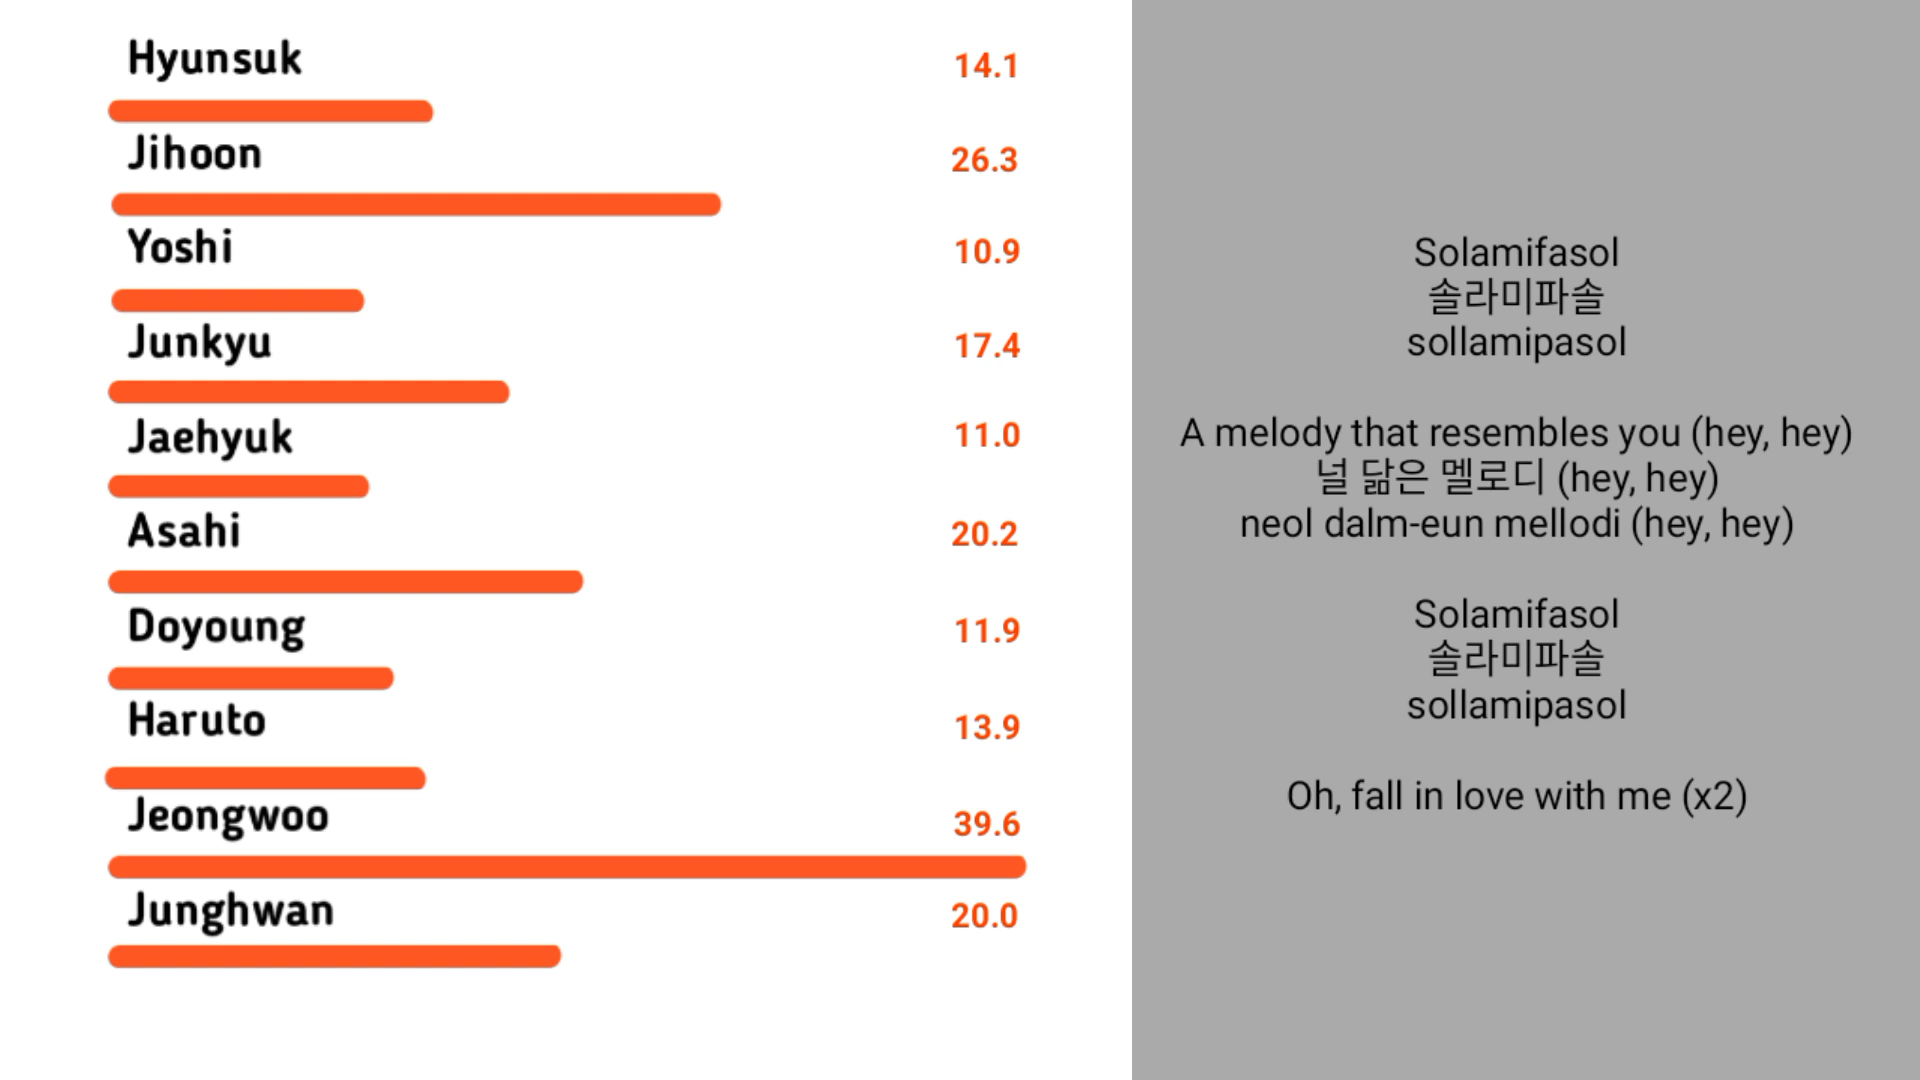 Hyunsuk 14.1
Jihoon 26.3
Yoshi 10.9
Junkyu 17.4
Jaehyuk 11.0
Asahi 20.2
Doyoung 11.9
Haruto 13.9
Jeongwoo 39.6
Junghwan 20.0
Solamifasol
솔라미파솔
sollamipasol
A melody that resembles you (hey, hey)
널 닮은 멜로디 (hey, hey)
neol dalm-eun mellodi (hey, hey)
Solamifasol
솔라미파솔
sollamipasol
Oh, fall in love with me (x2)